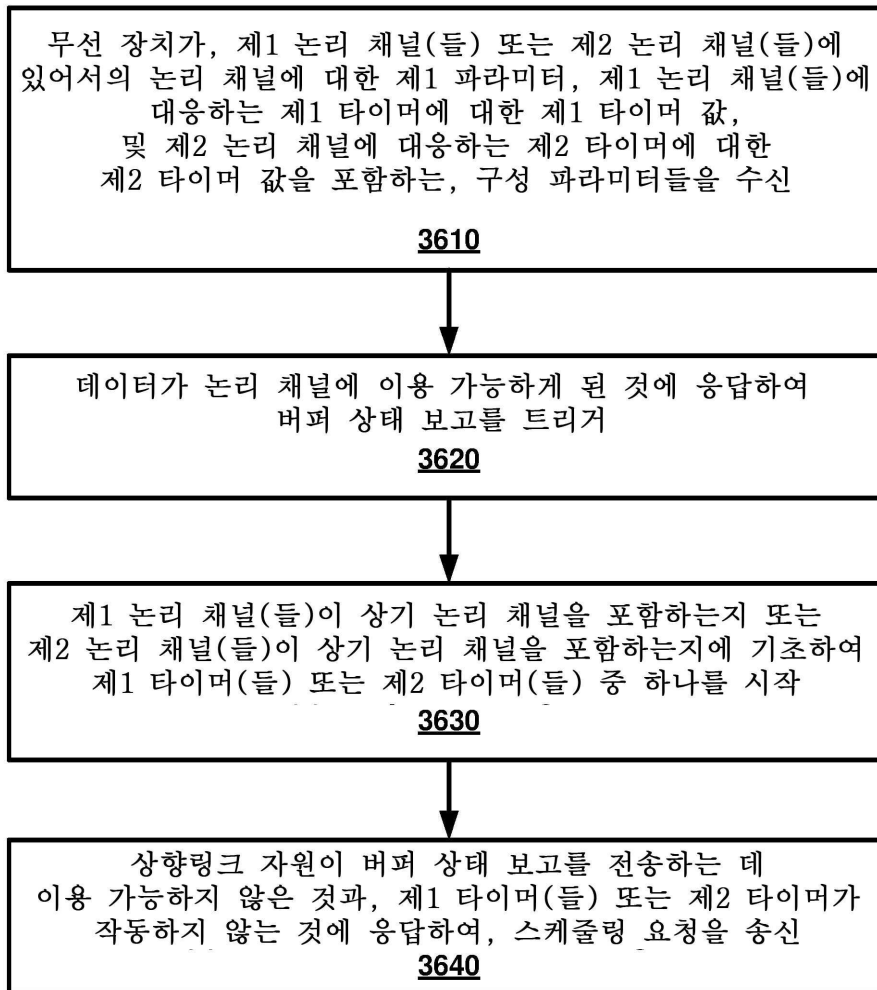 무선 장치가, 제1 논리 채널(들) 또는 제2 논리 채널(들)에
있어서의 논리 채널에 대한 제1 파라미터, 제1 논리 채널(들)에
대응하는 제1 타이머에 대한 제1 타이머 값,
및 제2 논리 채널에 대응하는 제2 타이머에 대한
제2 타이머 값을 포함하는, 구성 파라미터들을 수신
3610
데이터가 논리 채널에 이용 가능하게 된 것에 응답하여
버퍼 상태 보고를 트리거
3620
제1 논리 채널(들)이 상기 논리 채널을 포함하는지 또는
제2 논리 채널(들)이 상기 논리 채널을 포함하는지에 기초하여
제1 타이머(들) 또는 제2 타이머(들) 중 하나를 시작
3630
상향링크 자원이 버퍼 상태 보고를 전송하는 데
이용 가능하지 않은 것과, 제1 타이머(들) 또는 제2 타이머가
작동하지 않는 것에 응답하여, 스케줄링 요청을 송신
3640